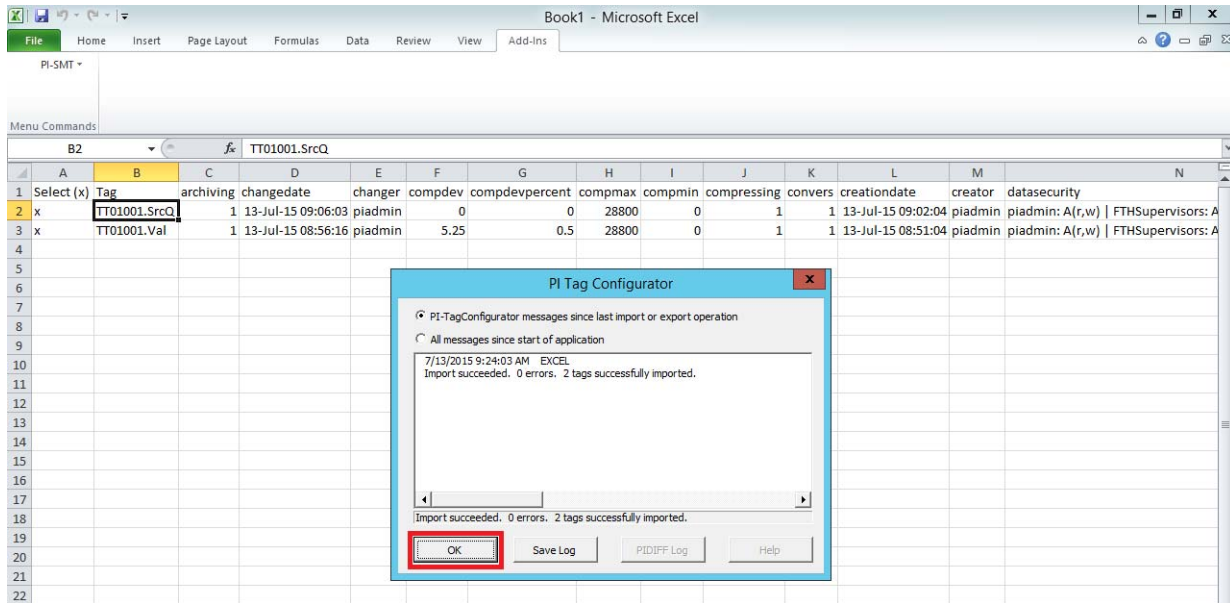 Book1 - Microsoft Excel
File Home Insert Page Layout Formulas Data Review View Add-Ins
PI-SMT
Menu Commands
B2 fx TT01001.SrcQ
A B C D E F G H I J K L M N
1 Select (x) Tag archiving changedate changer compdev compdevpercent compmax compmin compressing convers creationdate creator datasecurity
2 x TT01001.SrcQ 1 13-Jul-15 09:06:03 piadmin 0 0 28800 0 1 1 13-Jul-15 09:02:04 piadmin piadmin: A(r,w) | FTHSupervisors: A
3 x TT01001.Val 1 13-Jul-15 08:56:16 piadmin 5.25 0.5 28800 0 1 1 13-Jul-15 08:51:04 piadmin piadmin: A(r,w) | FTHSupervisors: A
4
5
6
7
8
9
10
11
12
13
14
15
16
17
18
19
20
21
22
PI Tag Configurator
PI-TagConfigurator messages since last import or export operation
All messages since start of application
7/13/2015 9:24:03 AM EXCEL
Import succeeded. 0 errors. 2 tags successfully imported.
Import succeeded. 0 errors. 2 tags successfully imported.
OK Save Log PIDIFF Log Help